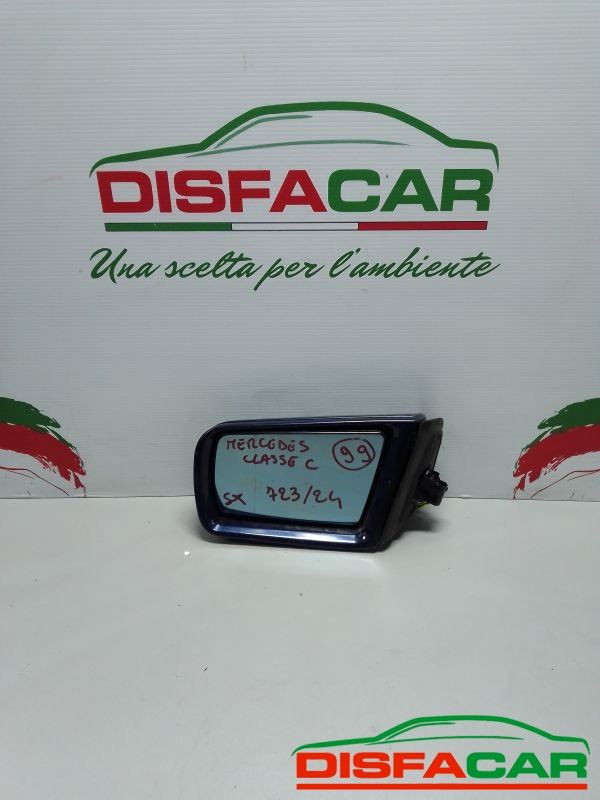 DISFACAR
Una scelta per l'ambiente
MERCEDES
CLASSE C
99
SX 723/24
DISFACAR